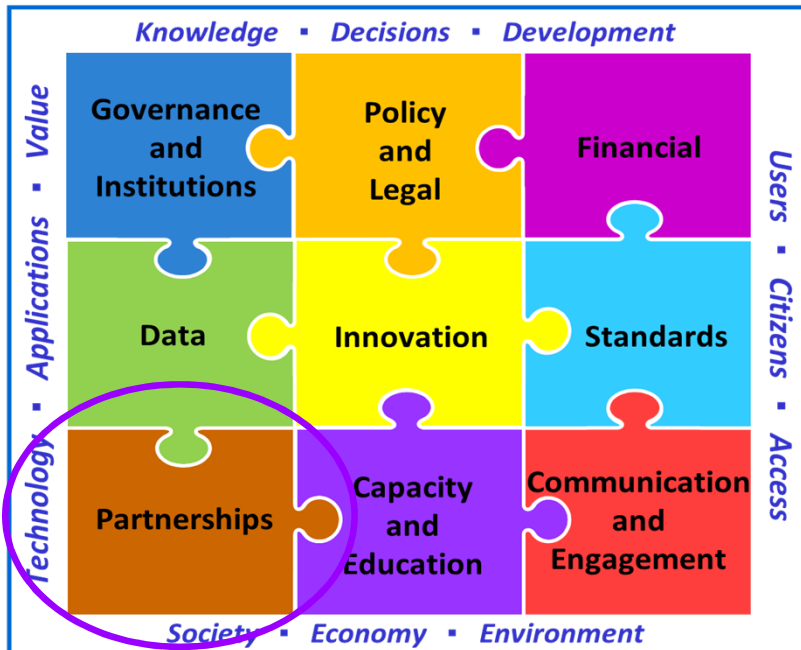 Knowledge ▪ Decisions ▪ Development
Technology ▪ Applications ▪ Value
Governance
and
Institutions
Policy
and
Legal
Financial
Users ▪ Citizens ▪ Access
Data
Innovation
Standards
Partnerships
Capacity
and
Education
Communication
and
Engagement
Society ▪ Economy ▪ Environment